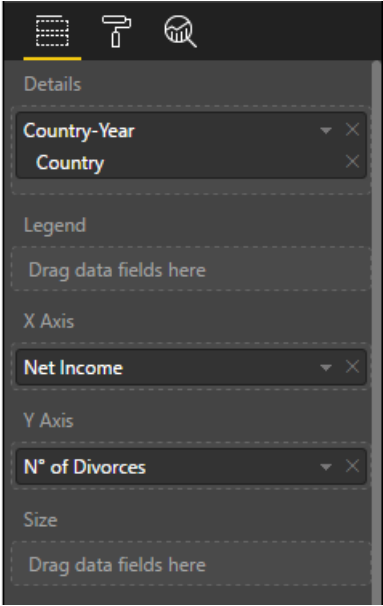 Details
Country-Year
Country
Legend
Drag data fields here
X Axis
Net Income
Y Axis
N° of Divorces
Size
Drag data fields here